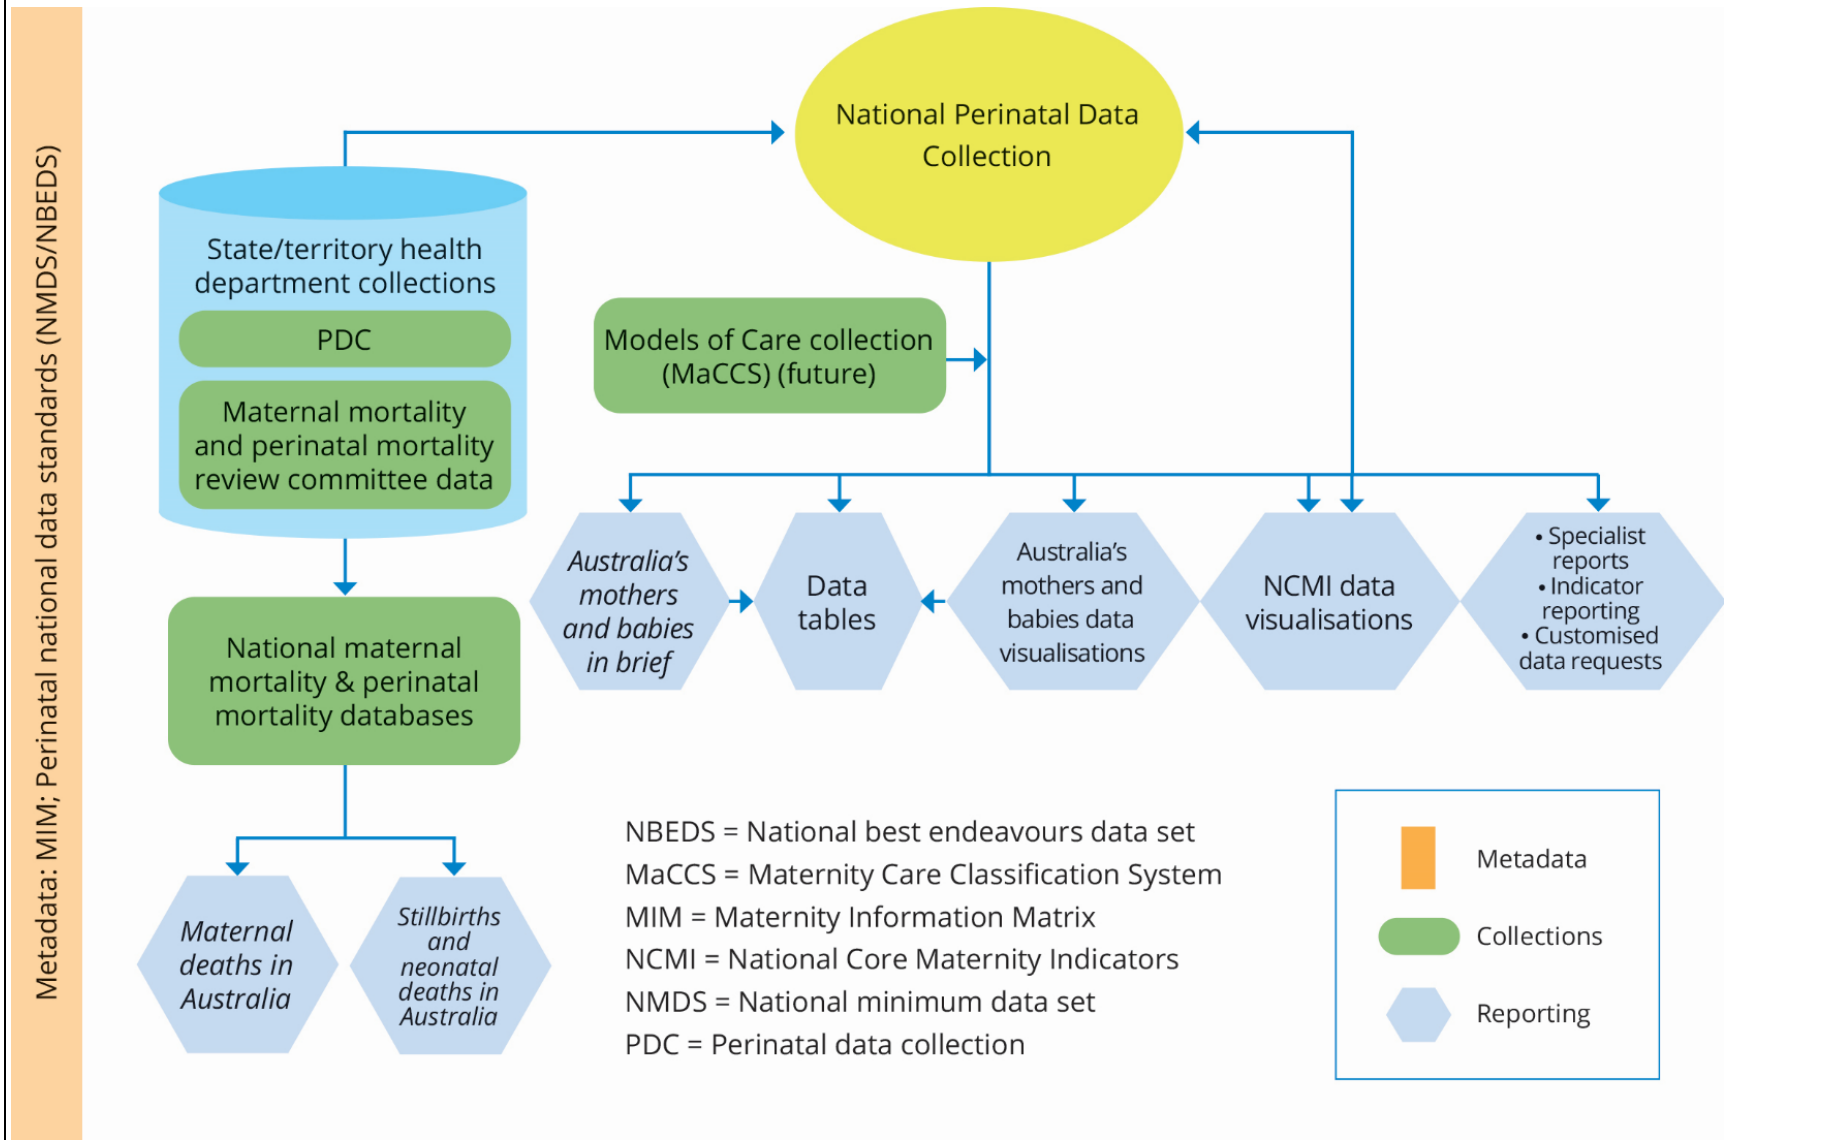 Metadata: MIM; Perinatal national data standards (NMDS/NBEDS)
National Perinatal Data
Collection
State/territory health
department collections
PDC
Maternal mortality
and perinatal mortality
review committee data
Models of Care collection
(MaCCS) (future)
National maternal
mortality & perinatal
mortality databases
Australia’s
mothers
and babies
in brief
Data
tables
Australia’s
mothers and
babies data
visualisations
NCMI data
visualisations
• Specialist
reports
• Indicator
reporting
• Customised
data requests
Maternal
deaths in
Australia
Stillbirths
and
neonatal
deaths in
Australia
NBEDS = National best endeavours data set
MaCCS = Maternity Care Classification System
MIM = Maternity Information Matrix
NCMI = National Core Maternity Indicators
NMDS = National minimum data set
PDC = Perinatal data collection
Metadata
Collections
Reporting